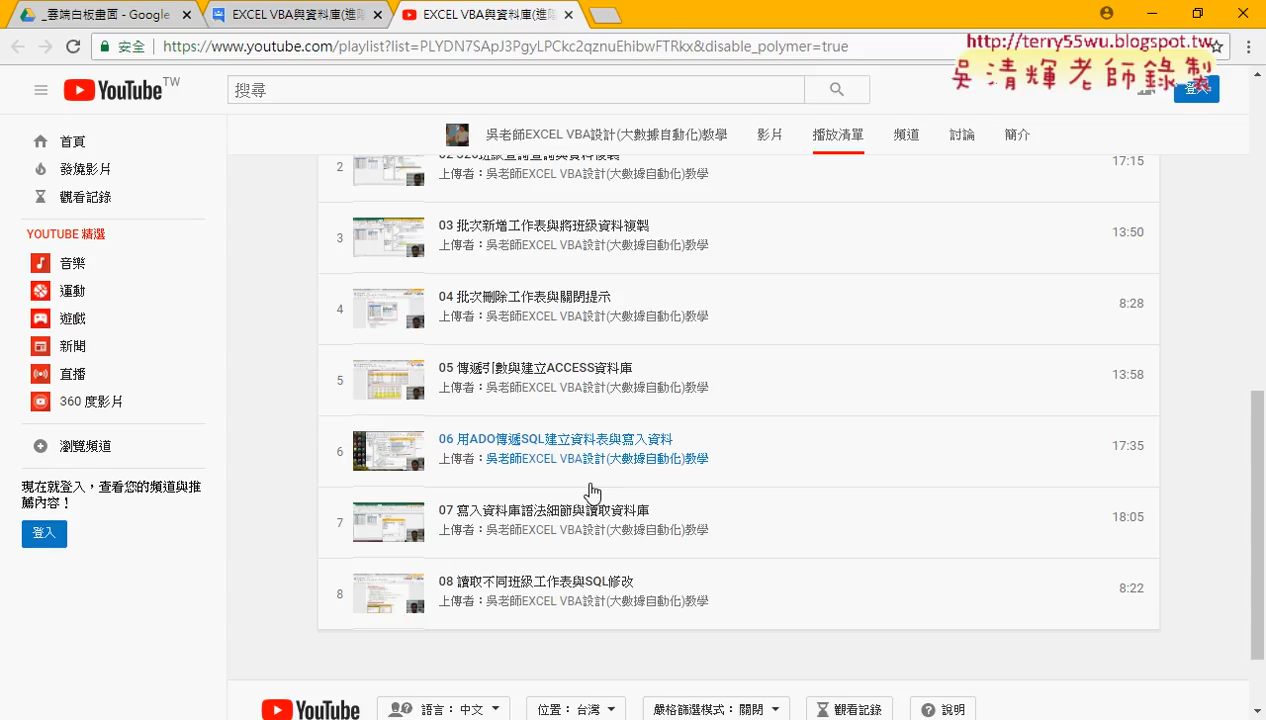 _雲端白板畫面 - Google
EXCEL VBA與資料庫(進階
EXCEL VBA與資料庫(進階
安全
https://www.youtube.com/playlist?list=PLYDN7SApJ3PgyLPCkc2qznuEhibwFTRkx&disable_polymer=true
http://terry55wu.blogspot.tw
吳清輝老師錄製
YouTube TW
搜尋
登入
吳老師EXCEL VBA設計(大數據自動化)教學
影片
播放清單
頻道
討論
簡介
首頁
發燒影片
觀看記錄
YOUTUBE 精選
音樂
運動
遊戲
新聞
直播
360 度影片
瀏覽頻道
現在就登入，查看您的頻道與推
薦內容！
登入
2
17:15
上傳者：吳老師EXCEL VBA設計(大數據自動化)教學
3
03 批次新增工作表與將班級資料複製
13:50
上傳者：吳老師EXCEL VBA設計(大數據自動化)教學
4
04 批次刪除工作表與關閉提示
8:28
上傳者：吳老師EXCEL VBA設計(大數據自動化)教學
5
05 傳遞引數與建立ACCESS資料庫
13:58
上傳者：吳老師EXCEL VBA設計(大數據自動化)教學
6
06 用ADO傳遞SQL建立資料表與寫入資料
17:35
上傳者：吳老師EXCEL VBA設計(大數據自動化)教學
7
07 寫入資料庫語法細節與讀取資料庫
18:05
上傳者：吳老師EXCEL VBA設計(大數據自動化)教學
8
08 讀取不同班級工作表與SQL修改
8:22
上傳者：吳老師EXCEL VBA設計(大數據自動化)教學
YouTube
語言：中文
位置：台灣
嚴格篩選模式：關閉
觀看記錄
說明